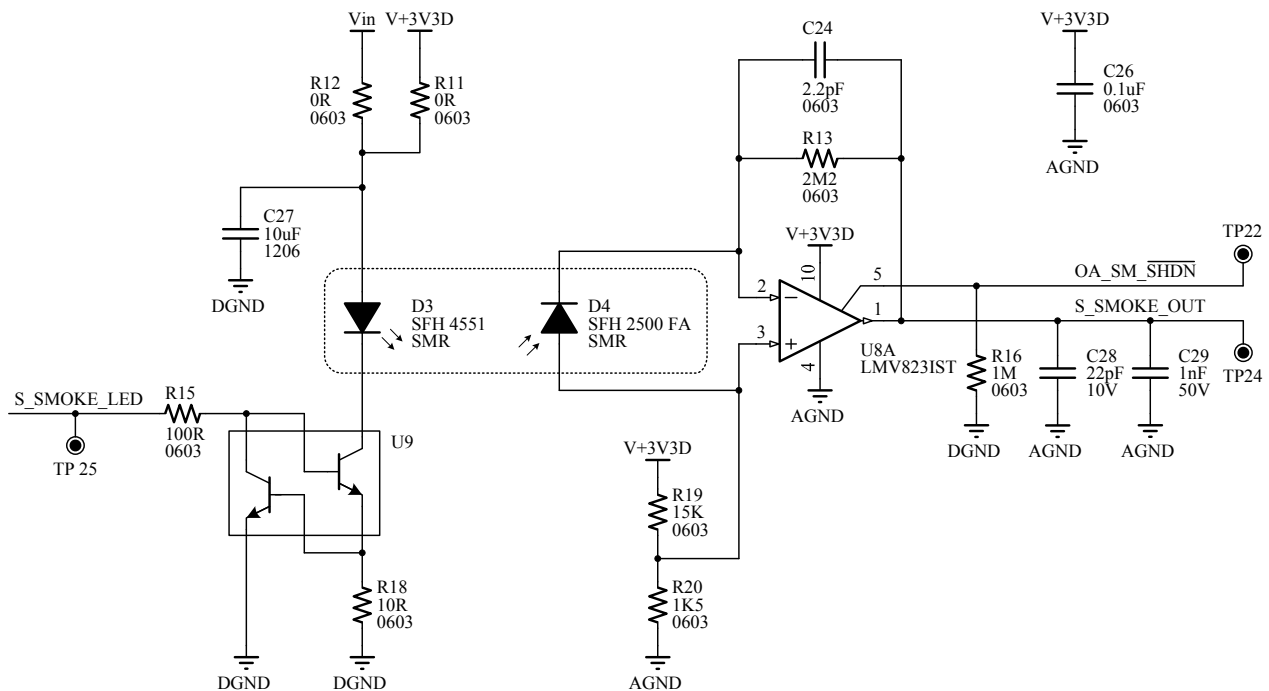 Vin
V+3V3D
R12
0R
0603
R11
0R
0603
C27
10uF
1206
DGND
D3
SFH 4551
SMR
D4
SFH 2500 FA
SMR
C24
2.2pF
0603
R13
2M2
0603
V+3V3D
C26
0.1uF
0603
AGND
V+3V3D
10
2
3
5
1
4
U8A
LMV823IST
AGND
OA_SM_SHDN
TP22
S_SMOKE_OUT
TP24
R16
1M
0603
DGND
C28
22pF
10V
AGND
C29
1nF
50V
AGND
S_SMOKE_LED
TP 25
R15
100R
0603
U9
R18
10R
0603
DGND
DGND
V+3V3D
R19
15K
0603
R20
1K5
0603
AGND